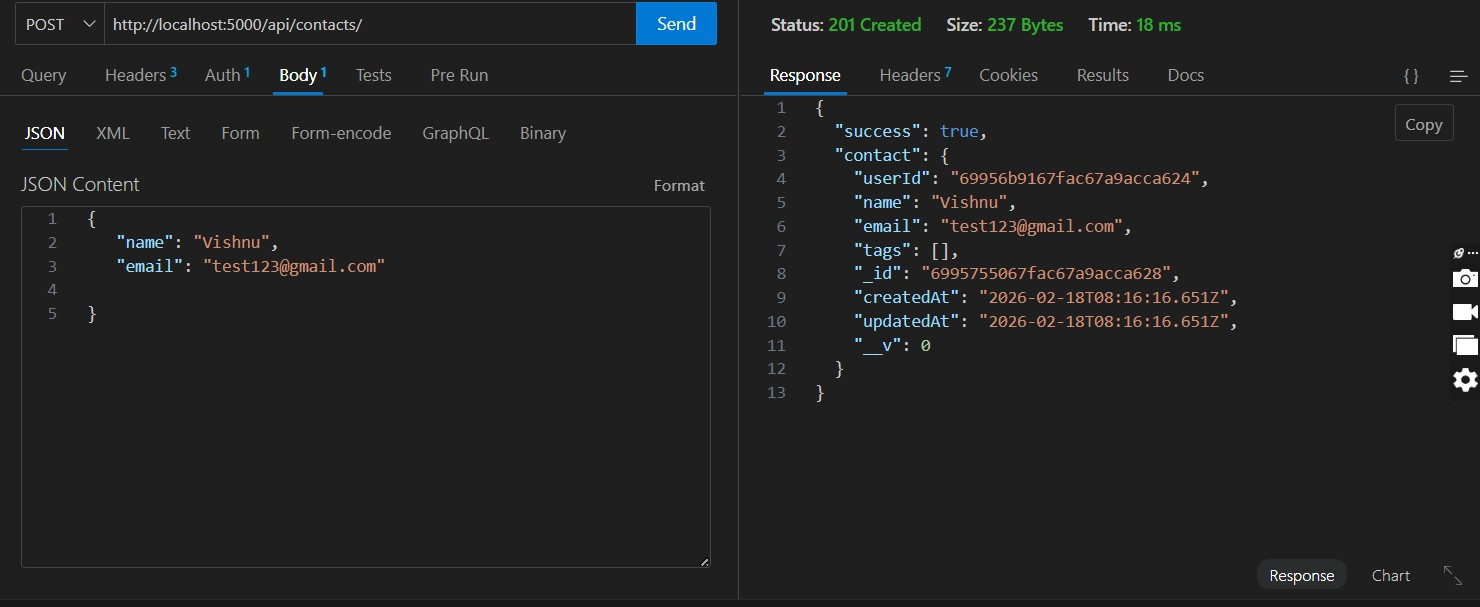 POST http://localhost:5000/api/contacts/ Send
Query Headers 3 Auth 1 Body 1 Tests Pre Run
JSON XML Text Form Form-encode GraphQL Binary
JSON Content Format
1 {
2 "name": "Vishnu",
3 "email": "test123@gmail.com"
4
5 }
Status: 201 Created Size: 237 Bytes Time: 18 ms
Response Headers 7 Cookies Results Docs {}
Copy
1 {
2 "success": true,
3 "contact": {
4 "userId": "69956b9167fac67a9acca624",
5 "name": "Vishnu",
6 "email": "test123@gmail.com",
7 "tags": [],
8 "_id": "6995755067fac67a9acca628",
9 "createdAt": "2026-02-18T08:16:16.651Z",
10 "updatedAt": "2026-02-18T08:16:16.651Z",
11 "__v": 0
12 }
13 }
Response Chart